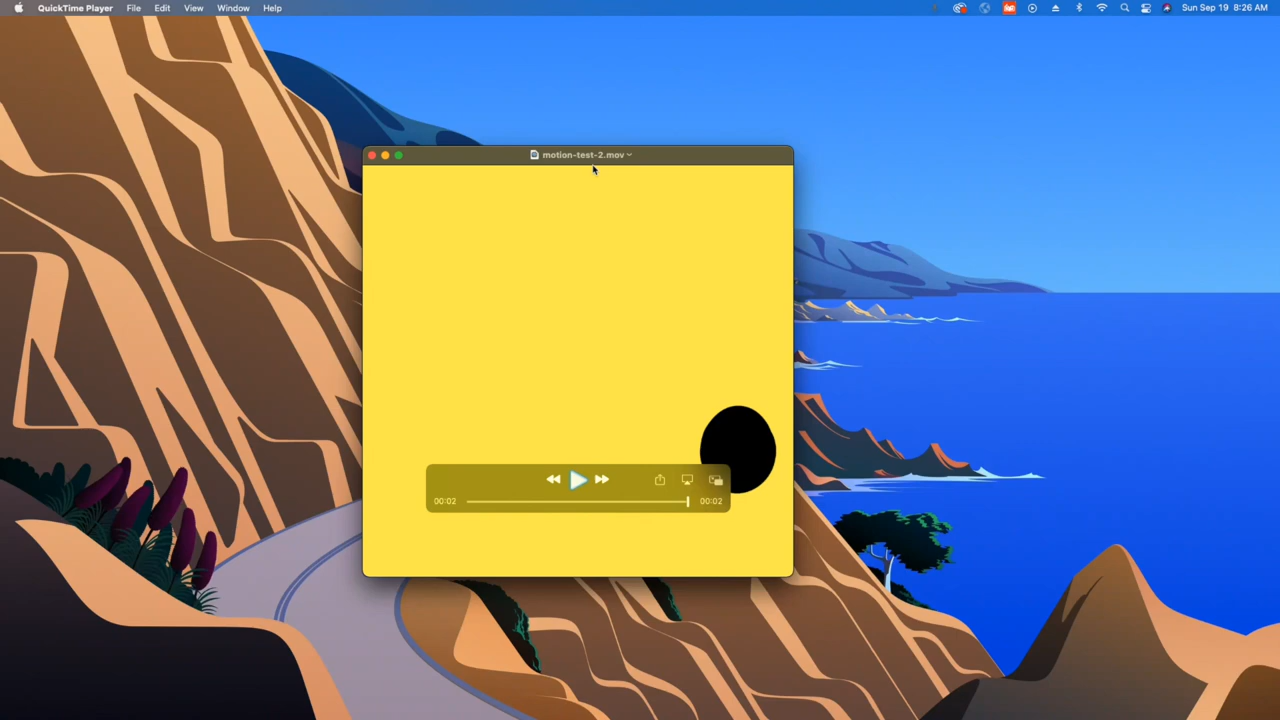 QuickTime Player File Edit View Window Help Sun Sep 19 8:26 AM
motion-test-2.mov
00:02 00:02